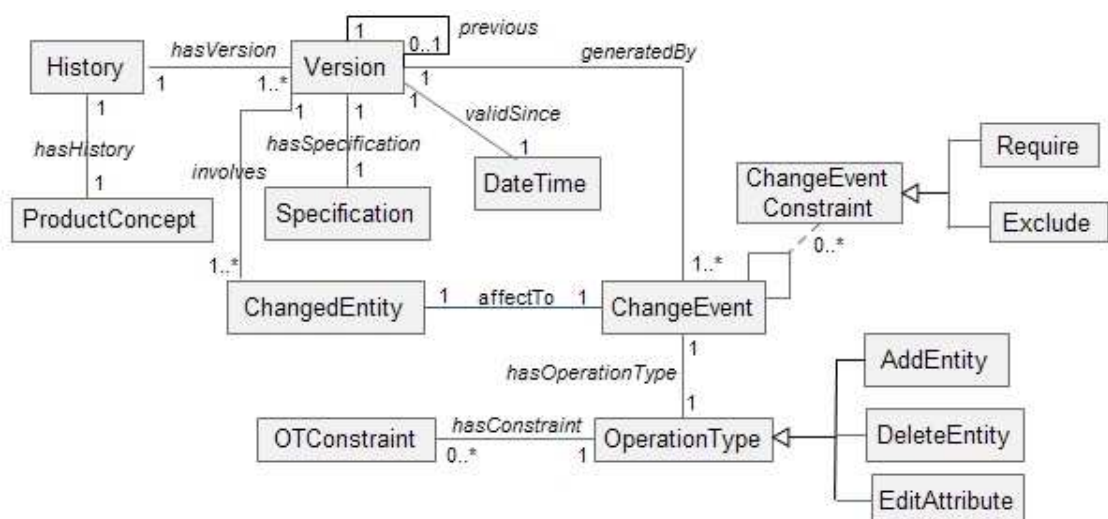 1
previous
hasVersion
0..1
generatedBy
History
Version
1
1..*
1
1
1
1
1
validSince
Require
hasHistory
hasSpecification
involves
1
1
1
DateTime
ChangeEvent
Constraint
ProductConcept
Specification
Exclude
0..*
1..*
1..*
ChangedEntity
1
affectTo
1
ChangeEvent
1
AddEntity
hasOperationType
1
hasConstraint
OTConstraint
OperationType
DeleteEntity
0..*
1
EditAttribute